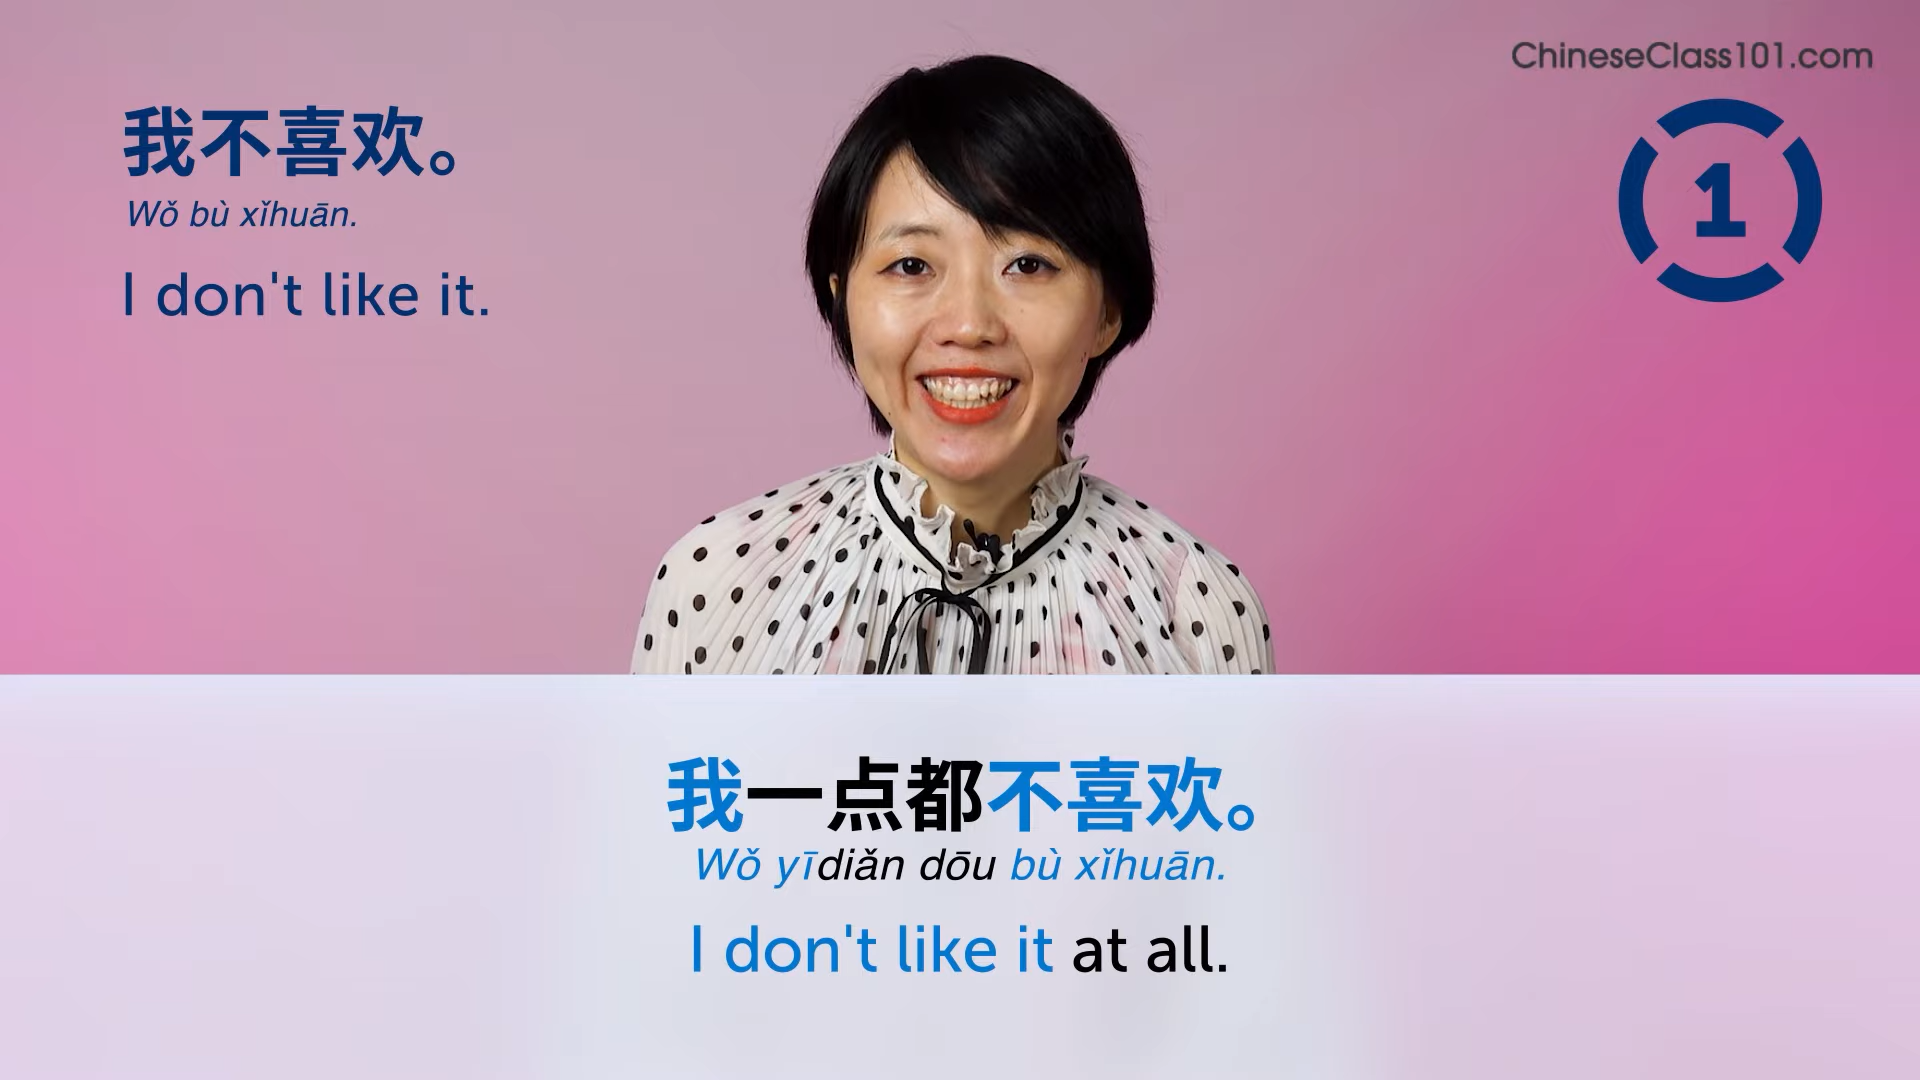 ChineseClass101.com
我不喜欢。
Wǒ bù xǐhuān.
I don't like it.
1
我一点都不喜欢。
Wǒ yīdiǎn dōu bù xǐhuān.
I don't like it at all.